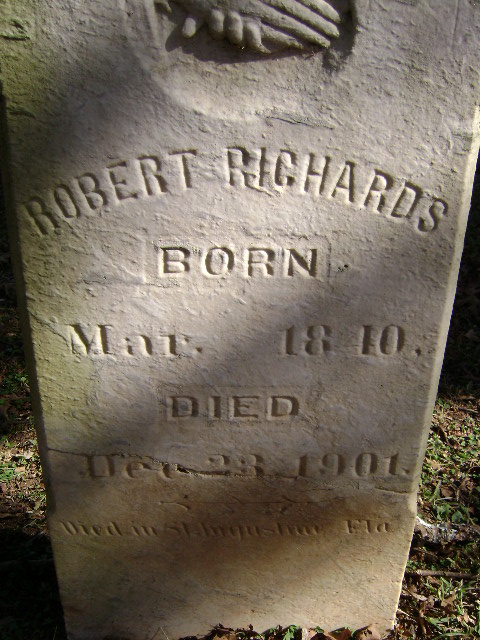 ROBERT RICHARDS
BORN
Mar. 1840.
DIED
Dec. 23. 1901.
Died in St. Augustine Fla